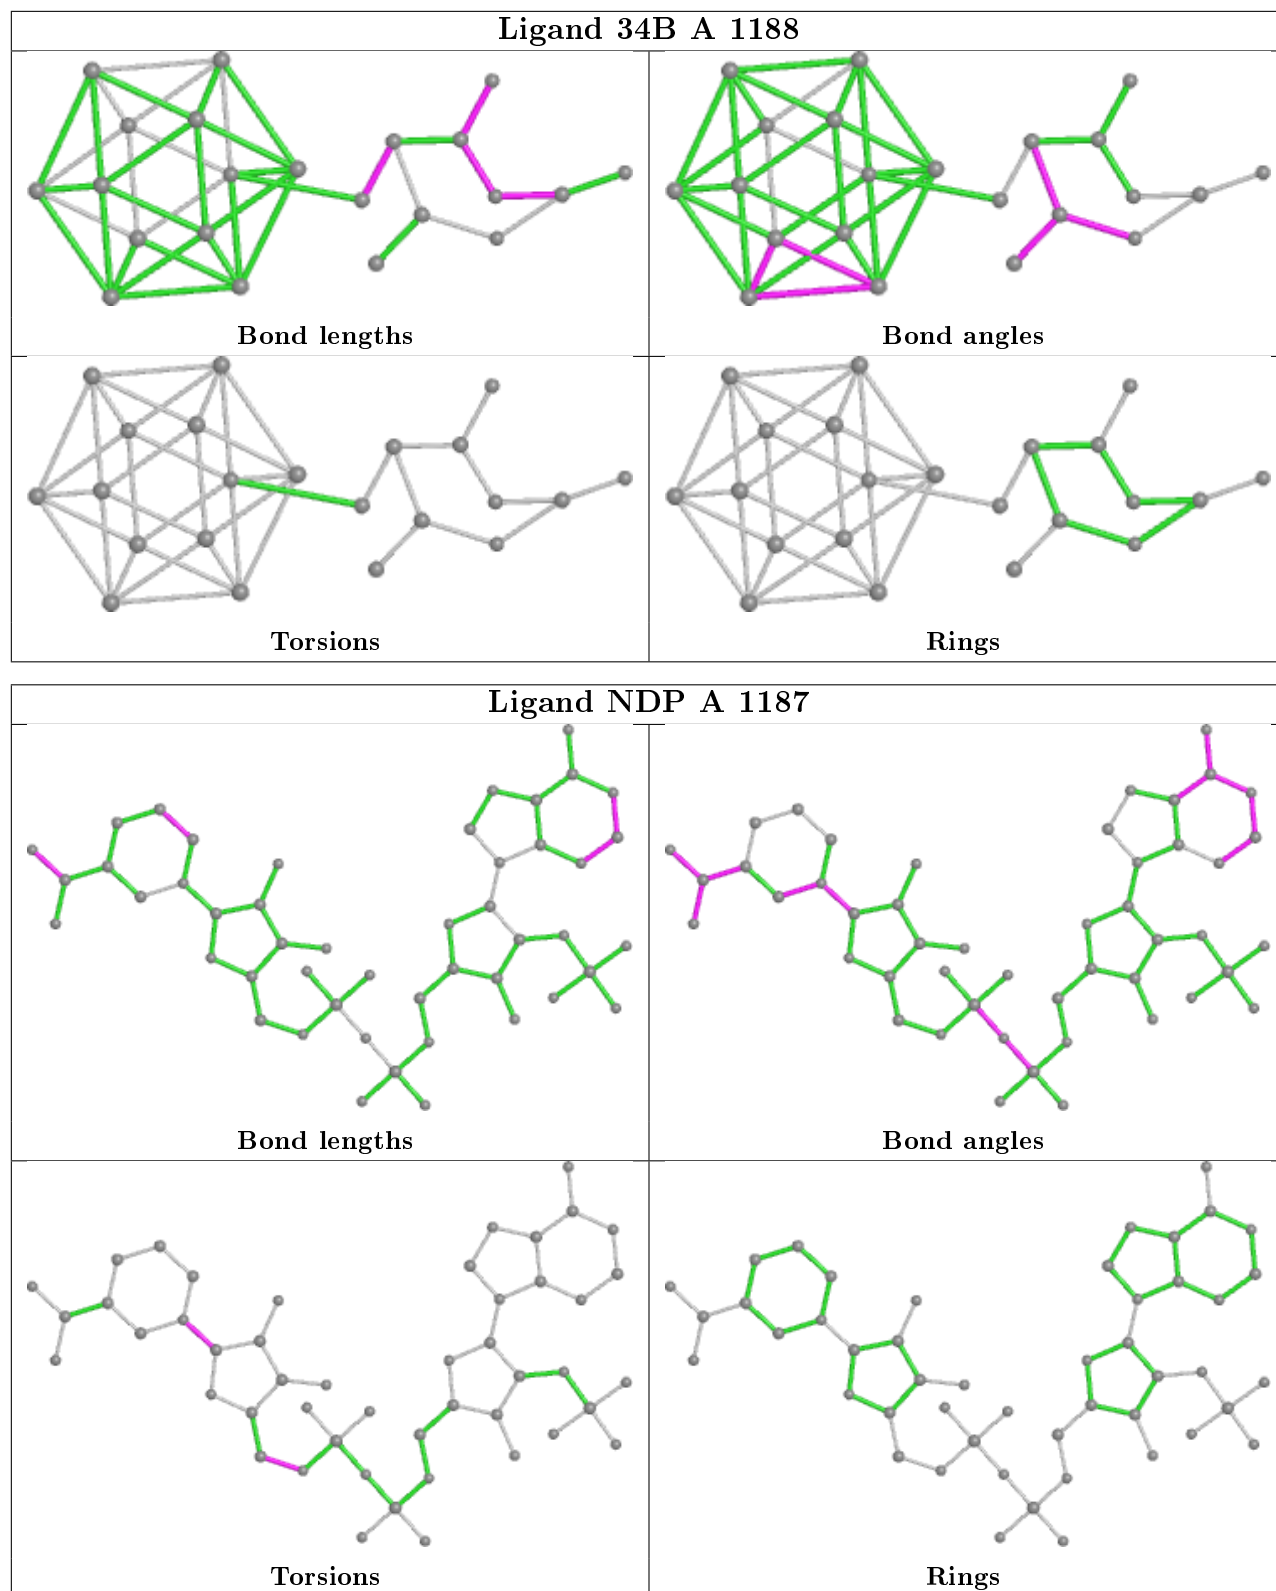 Ligand 34B A 1188
Bond lengths
Bond angles
Torsions
Rings
Ligand NDP A 1187
Bond lengths
Bond angles
Torsions
Rings